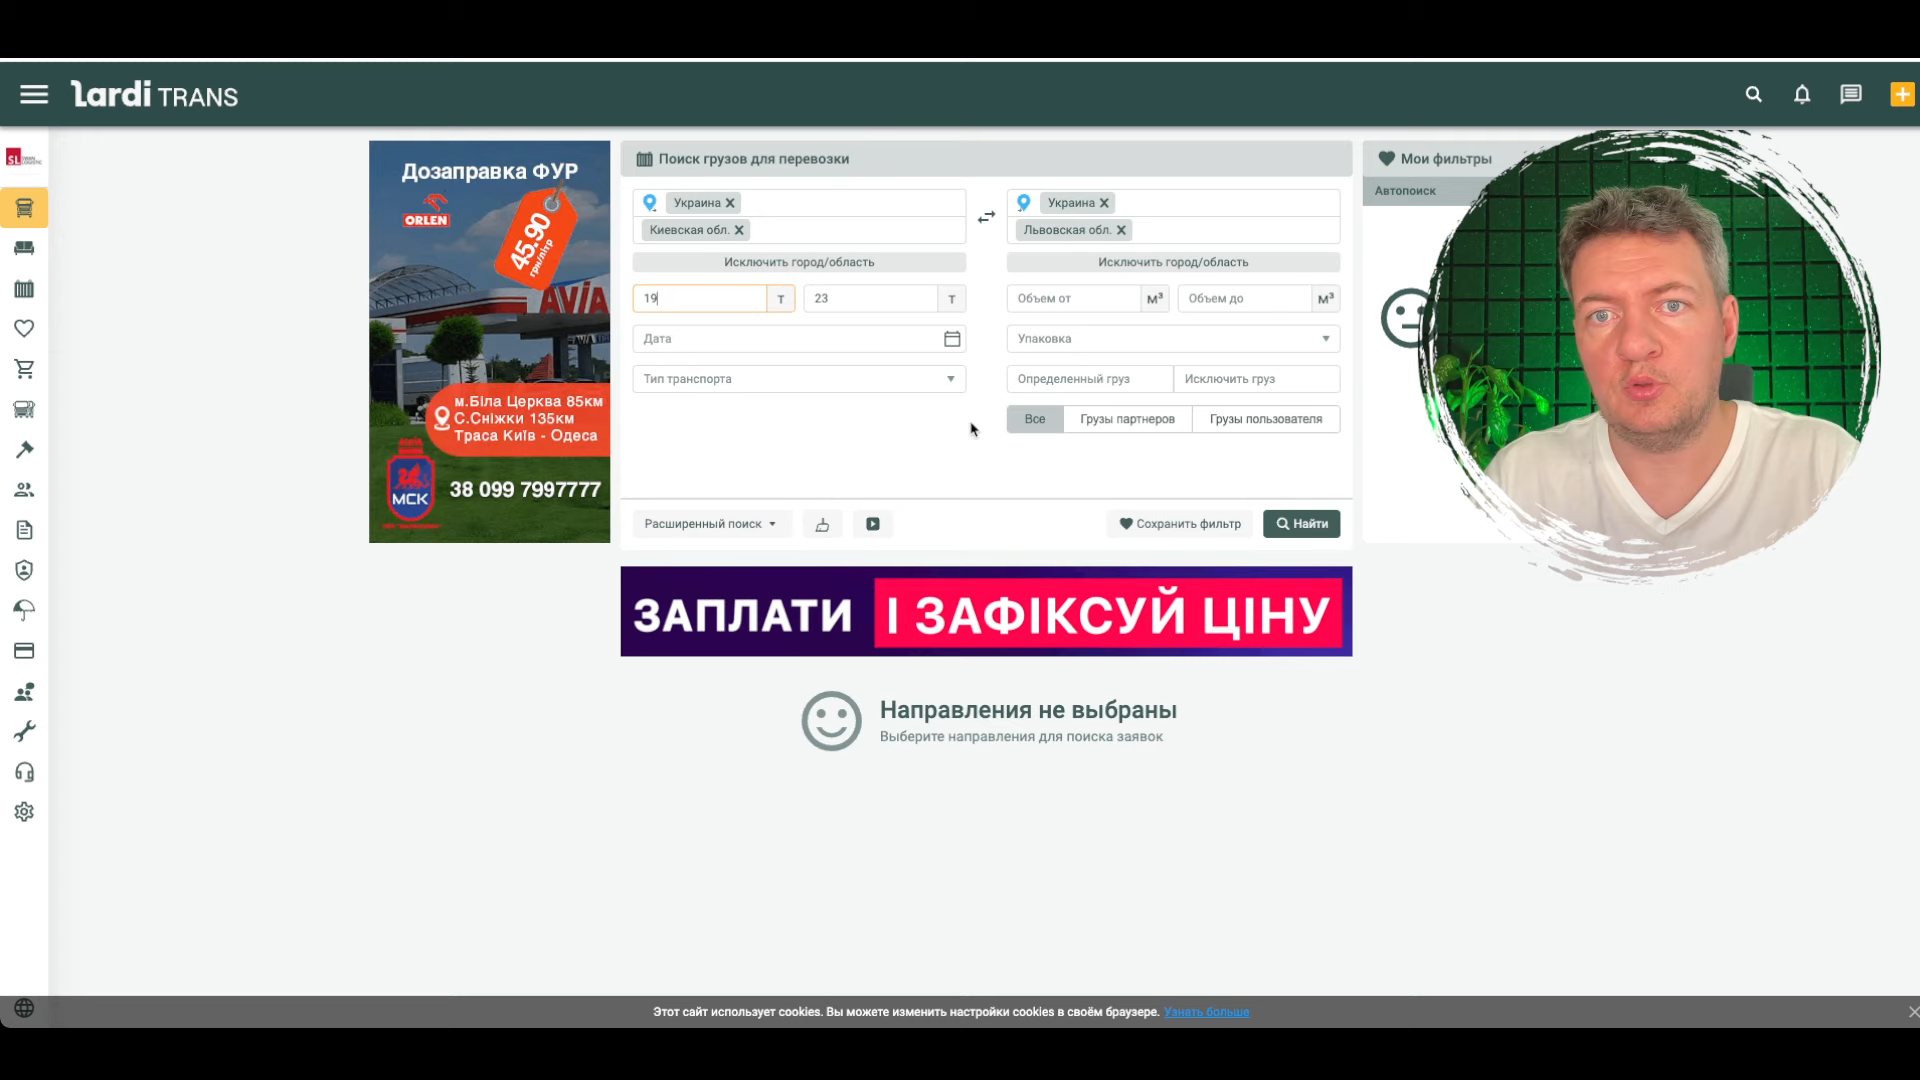 lardi TRANS
SL
Дозаправка ФУР
ORLEN
45.90
грн/літр
AVIA
м.Біла Церква 85км
С.Сніжки 135км
Траса Київ - Одеса
МСК
38 099 7997777
Поиск грузов для перевозки
Украина
Киевская обл.
Исключить город/область
19 т 23 т
Дата
Тип транспорта
Украина
Львовская обл.
Исключить город/область
Объем от м³ Объем до м³
Упаковка
Определенный груз Исключить груз
Все Грузы партнеров Грузы пользователя
Расширенный поиск
Сохранить фильтр Найти
Мои фильтры
Автопоиск
ЗАПЛАТИ І ЗАФІКСУЙ ЦІНУ
Направления не выбраны
Выберите направления для поиска заявок
Этот сайт использует cookies. Вы можете изменить настройки cookies в своём браузере. Узнать больше